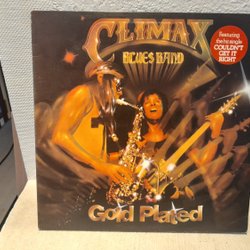 CLIMAX
BLUES BAND
Featuring
the hit single
COULDN'T
GET IT
RIGHT
Gold Plated